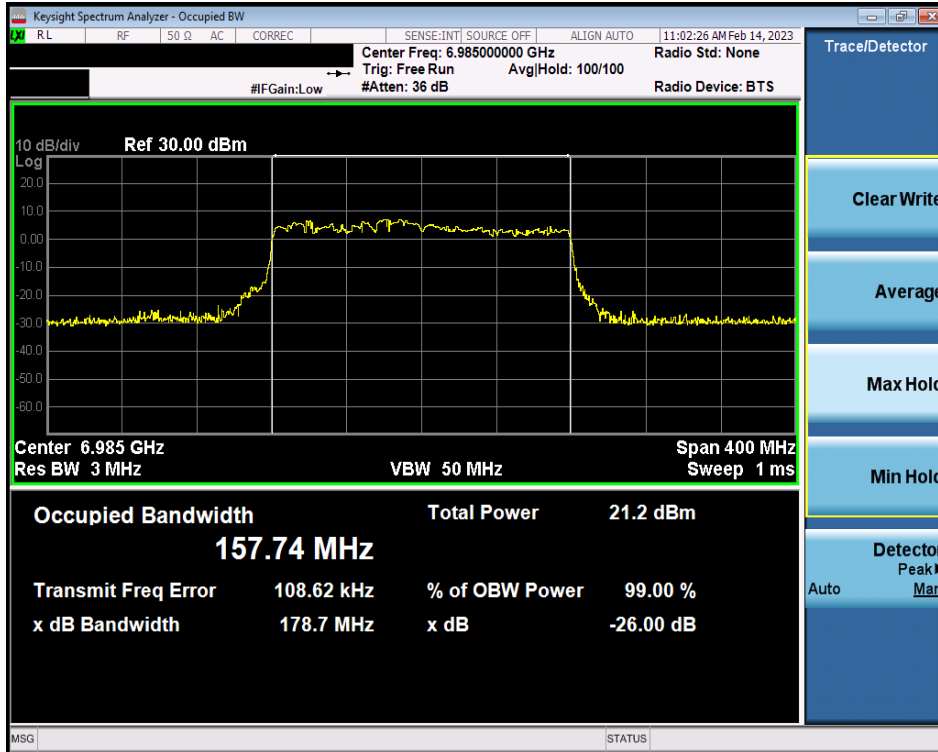 Keysight Spectrum Analyzer - Occupied BW
LXI RL RF 50 Ω AC CORREC SENSE:INT SOURCE OFF ALIGN AUTO 11:02:26 AM Feb 14, 2023
Center Freq: 6.985000000 GHz Radio Std: None
Trig: Free Run Avg|Hold: 100/100
#IFGain:Low #Atten: 36 dB Radio Device: BTS
Trace/Detector
10 dB/div Ref 30.00 dBm
Log
20.0
10.0
0.00
-10.0
-20.0
-30.0
-40.0
-50.0
-60.0
Center 6.985 GHz Span 400 MHz
Res BW 3 MHz VBW 50 MHz Sweep 1 ms
Occupied Bandwidth Total Power 21.2 dBm
157.74 MHz
Transmit Freq Error 108.62 kHz % of OBW Power 99.00 %
x dB Bandwidth 178.7 MHz x dB -26.00 dB
Clear Write
Average
Max Hold
Min Hold
Detector
Peak
Auto Man
MSG STATUS